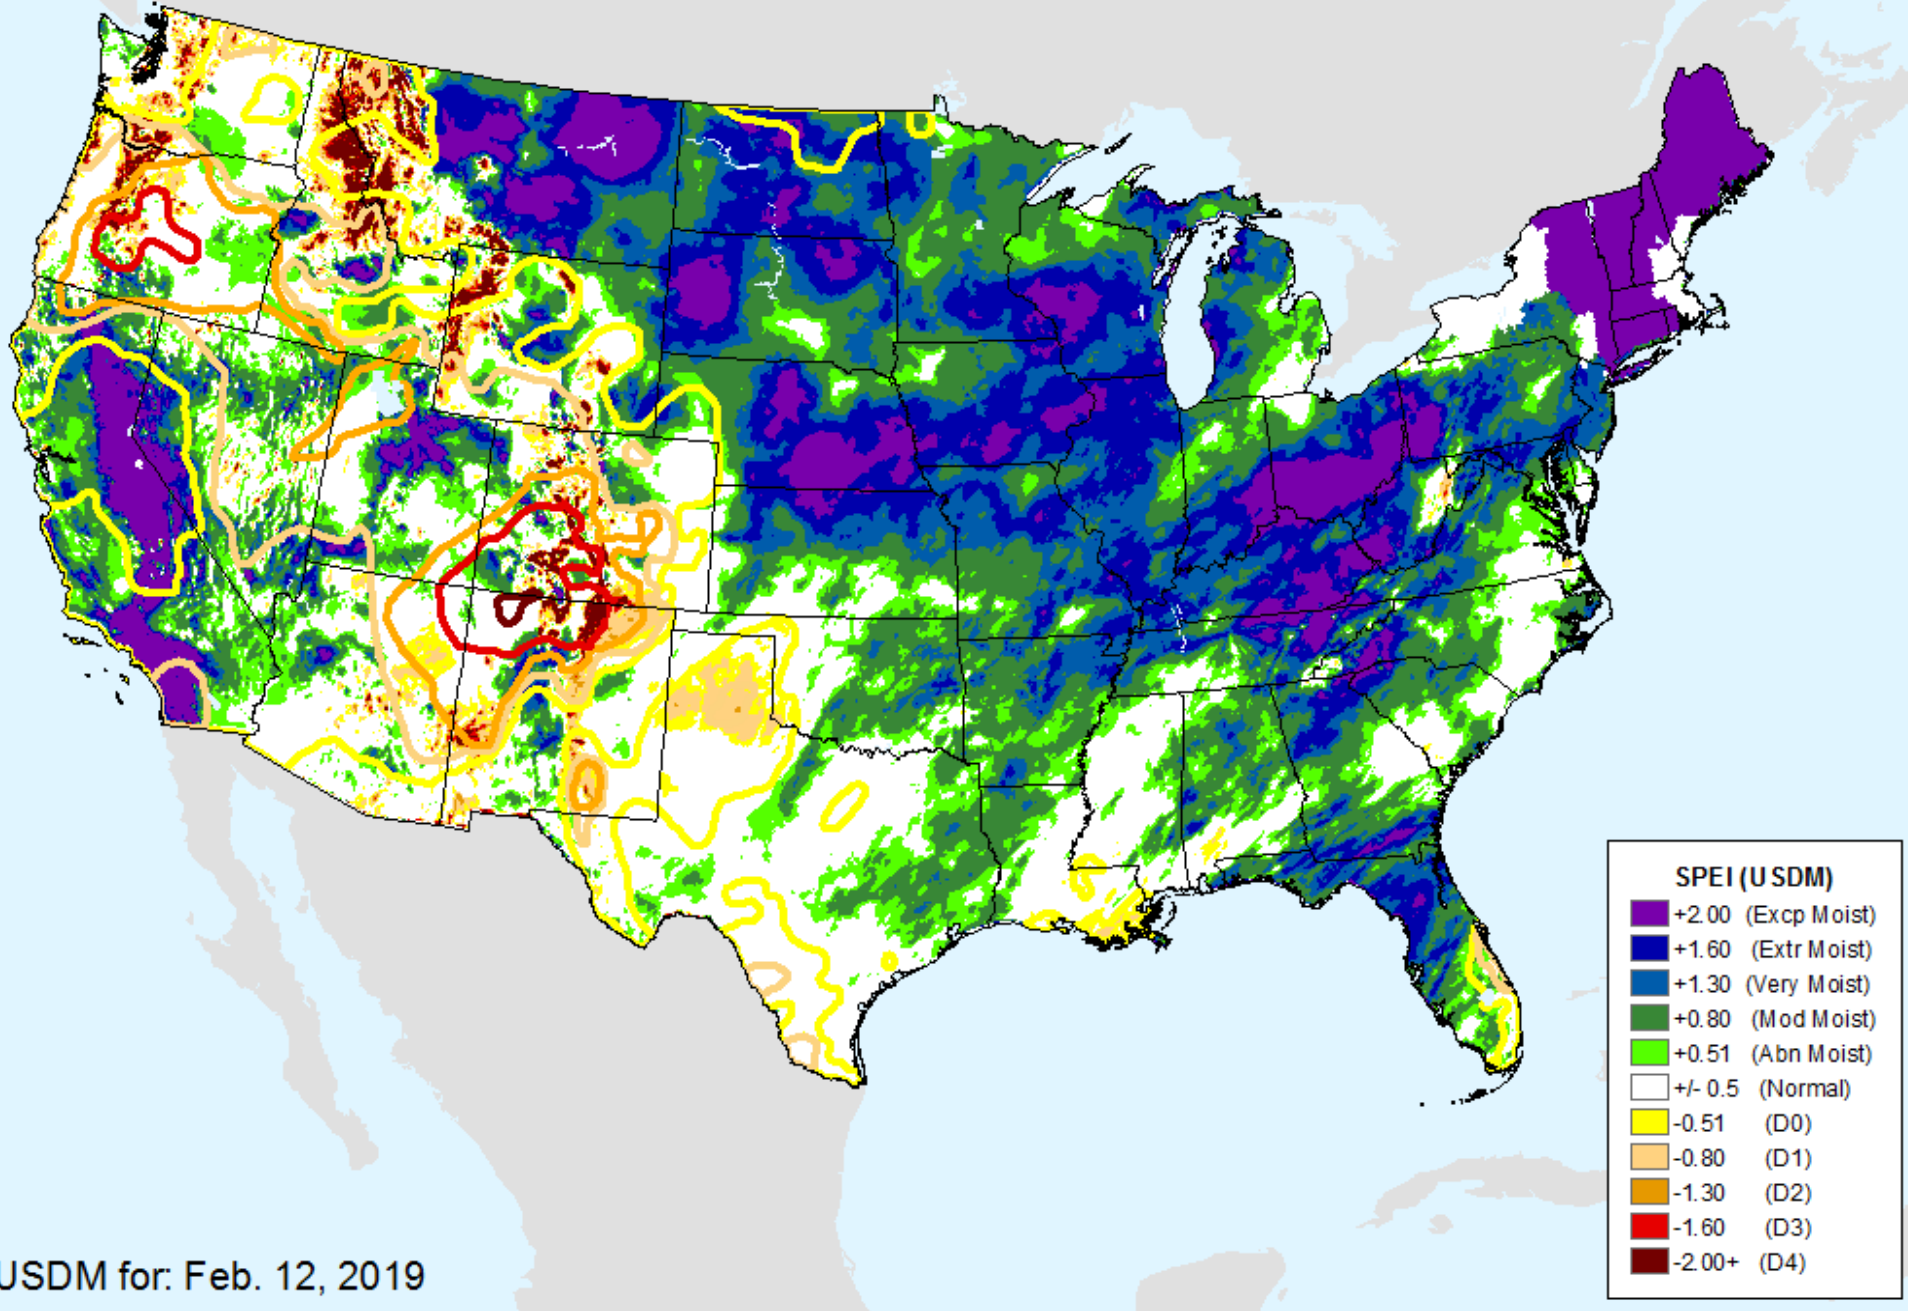 SPEI (USDM)
+2.00 (Excp Moist)
+1.60 (Extr Moist)
+1.30 (Very Moist)
+0.80 (Mod Moist)
+0.51 (Abn Moist)
+/- 0.5 (Normal)
-0.51 (D0)
-0.80 (D1)
-1.30 (D2)
-1.60 (D3)
-2.00+ (D4)
USDM for: Feb. 12, 2019